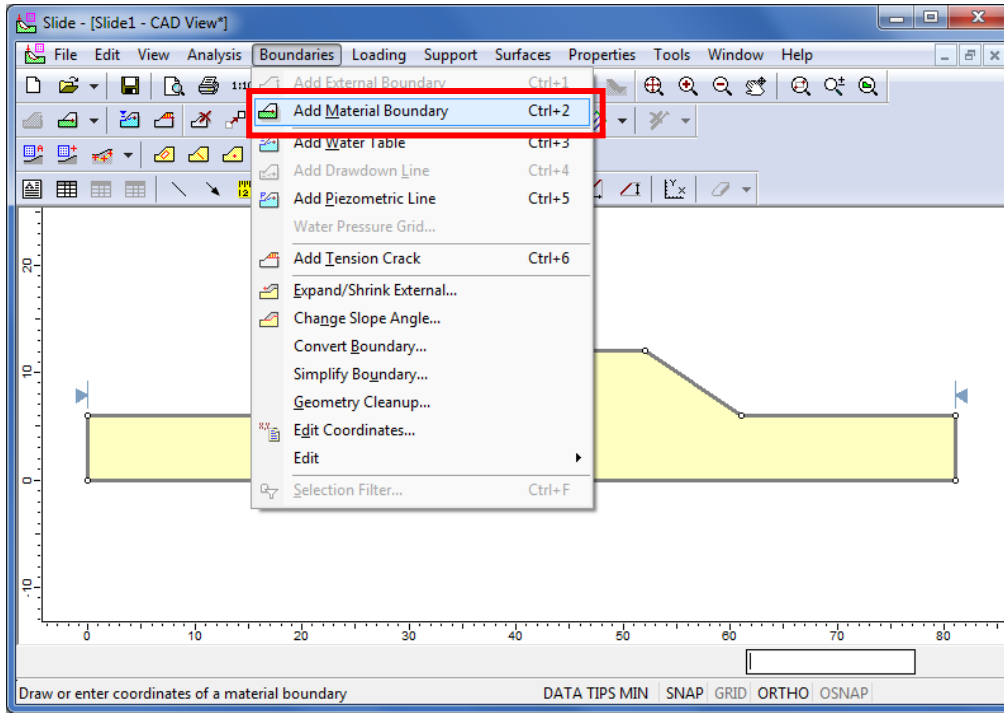 Slide - [Slide1 - CAD View*]
File Edit View Analysis Boundaries Loading Support Surfaces Properties Tools Window Help
Add External Boundary Ctrl+1
Add Material Boundary Ctrl+2
Add Water Table Ctrl+3
Add Drawdown Line Ctrl+4
Add Piezometric Line Ctrl+5
Water Pressure Grid...
Add Tension Crack Ctrl+6
Expand/Shrink External...
Change Slope Angle...
Convert Boundary...
Simplify Boundary...
Geometry Cleanup...
Edit Coordinates...
Edit
Selection Filter... Ctrl+F
20
10
0
-10
0 10 20 30 40 50 60 70 80
Draw or enter coordinates of a material boundary DATA TIPS MIN SNAP GRID ORTHO OSNAP